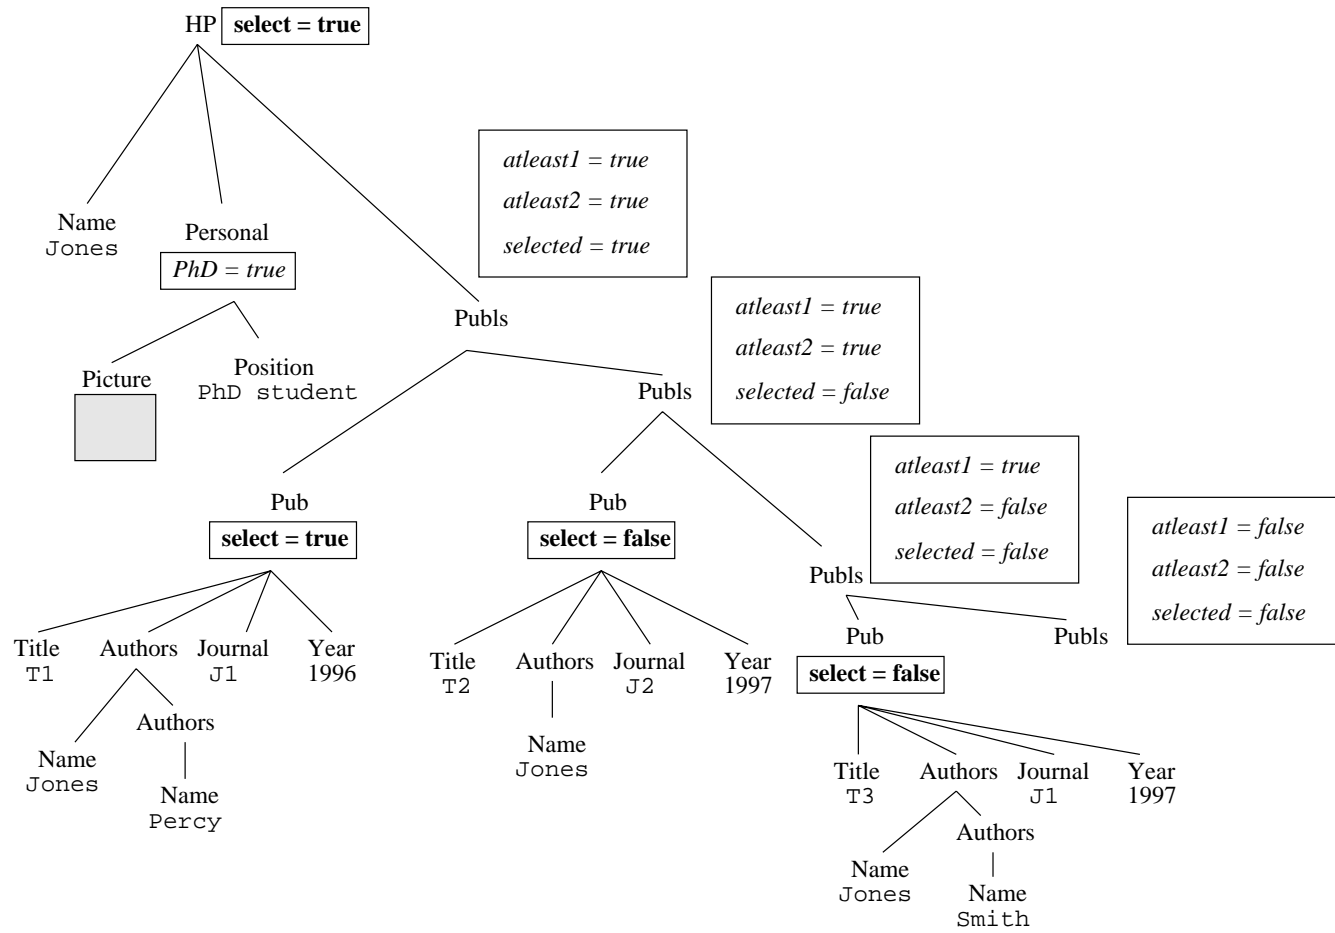 HP select = true
atleast1 = true
atleast2 = true
selected = true
Name
Jones
Personal
PhD = true
Publs
atleast1 = true
atleast2 = true
selected = false
Picture
Position
PhD student
Publs
atleast1 = true
atleast2 = false
selected = false
Pub
select = true
Pub
select = false
Publs
atleast1 = false
atleast2 = false
selected = false
Title
T1
Authors
Journal
J1
Year
1996
Title
T2
Authors
Journal
J2
Year
1997
Pub
select = false
Publs
Name
Jones
Authors
Name
Percy
Name
Jones
Title
T3
Authors
Journal
J1
Year
1997
Name
Jones
Authors
Name
Smith